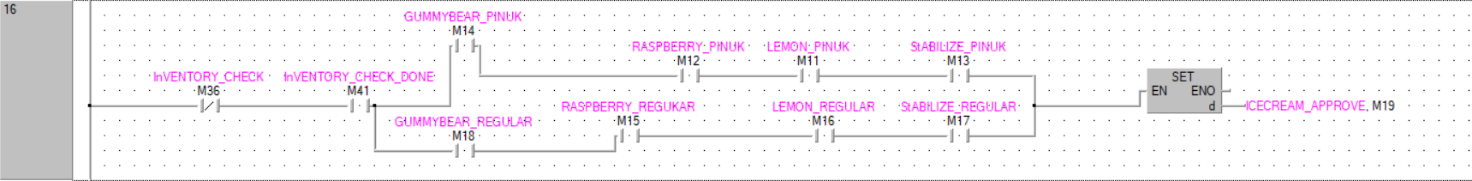 16
GUMMYBEAR_PINUK
M14
RASPBERRY_PINUK LEMON_PINUK StABILIZE_PINUK
M12 M11 M13
InVENTORY_CHECK InVENTORY_CHECK_DONE
M36 M41
SET
EN ENO
d ICECREAM_APPROVE, M19
RASPBERRY_REGUKAR LEMON_REGULAR StABILIZE_REGULAR
M15 M16 M17
GUMMYBEAR_REGULAR
M18